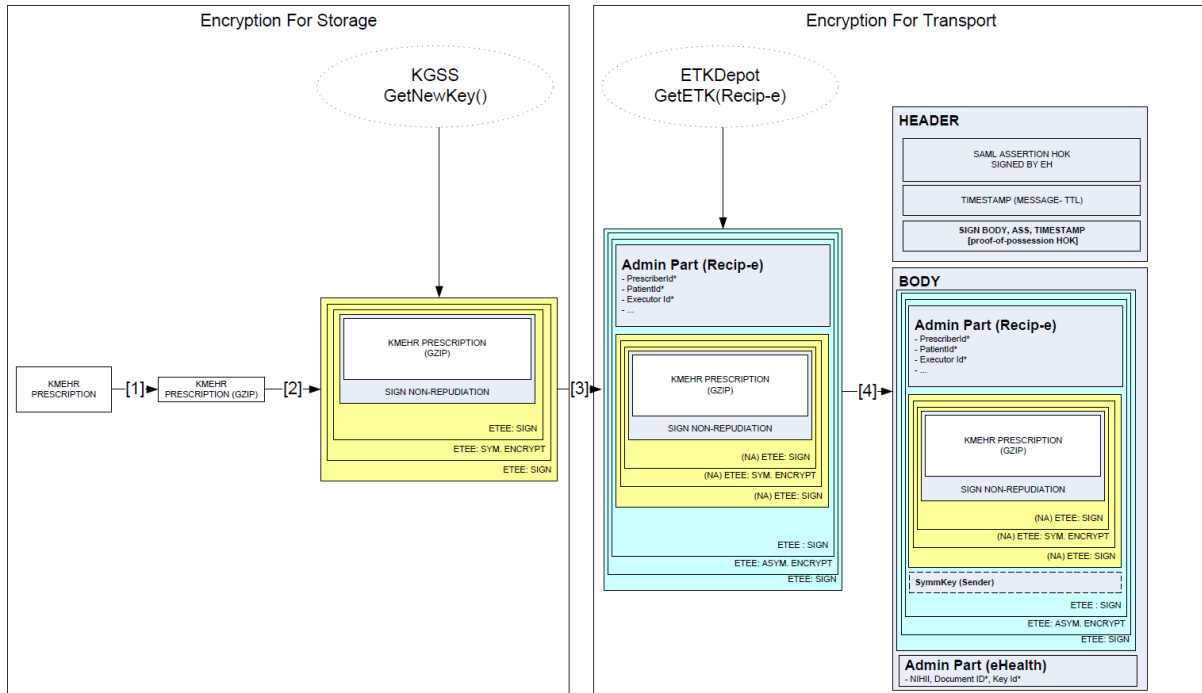 Encryption For Storage
KGSS
GetNewKey()
KMEHR
PRESCRIPTION
[1]
KMEHR
PRESCRIPTION (GZIP)
[2]
KMEHR PRESCRIPTION
(GZIP)
SIGN NON-REPUDIATION
ETEE: SIGN
ETEE: SYM. ENCRYPT
ETEE: SIGN
[3]
Encryption For Transport
ETKDepot
GetETK(Recip-e)
Admin Part (Recip-e)
- PrescriberId*
- PatientId*
- Executor Id*
- ...
KMEHR PRESCRIPTION
(GZIP)
SIGN NON-REPUDIATION
(NA) ETEE: SIGN
(NA) ETEE: SYM. ENCRYPT
(NA) ETEE: SIGN
ETEE : SIGN
ETEE: ASYM. ENCRYPT
ETEE: SIGN
[4]
HEADER
SAML ASSERTION HOK
SIGNED BY EH
TIMESTAMP (MESSAGE- TTL)
SIGN BODY, ASS, TIMESTAMP
[proof-of-possession HOK]
BODY
Admin Part (Recip-e)
- PrescriberId*
- PatientId*
- Executor Id*
- ...
KMEHR PRESCRIPTION
(GZIP)
SIGN NON-REPUDIATION
(NA) ETEE: SIGN
(NA) ETEE: SYM. ENCRYPT
(NA) ETEE: SIGN
SymmKey (Sender)
ETEE : SIGN
ETEE: ASYM. ENCRYPT
ETEE: SIGN
Admin Part (eHealth)
- NIHII, Document ID*, Key Id*